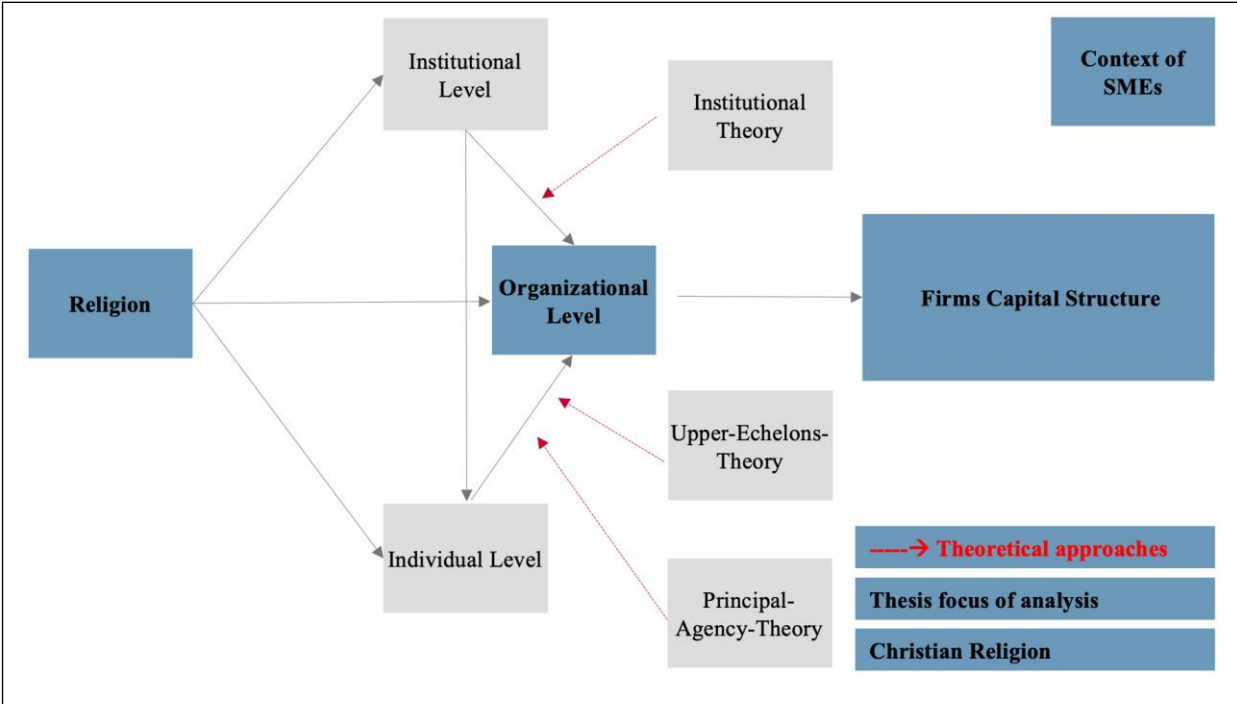 Institutional
Level
Institutional
Theory
Context of
SMEs
Religion
Organizational
Level
Firms Capital Structure
Upper-Echelons-
Theory
Individual Level
Principal-
Agency-Theory
-----→ Theoretical approaches
Thesis focus of analysis
Christian Religion